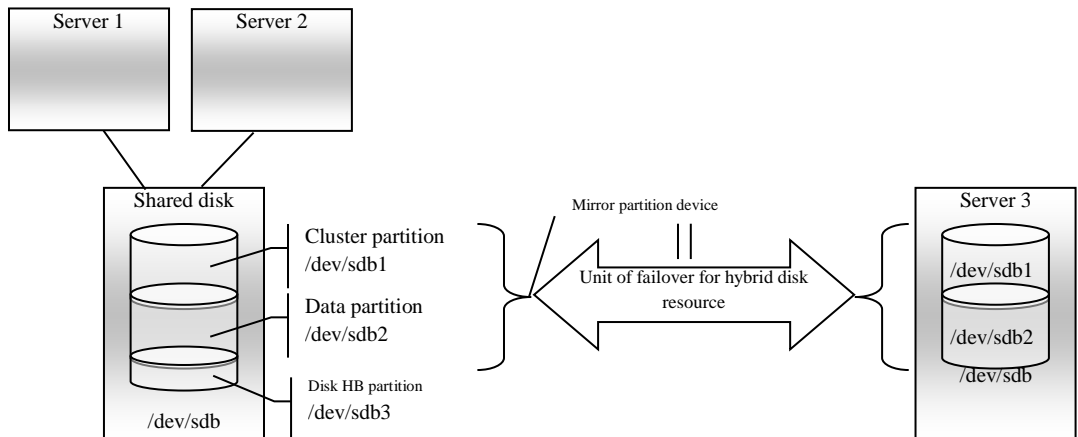 Server 1
Server 2
Shared disk
Cluster partition
/dev/sdb1
Data partition
/dev/sdb2
Disk HB partition
/dev/sdb3
/dev/sdb
Mirror partition device
Unit of failover for hybrid disk
resource
Server 3
/dev/sdb1
/dev/sdb2
/dev/sdb